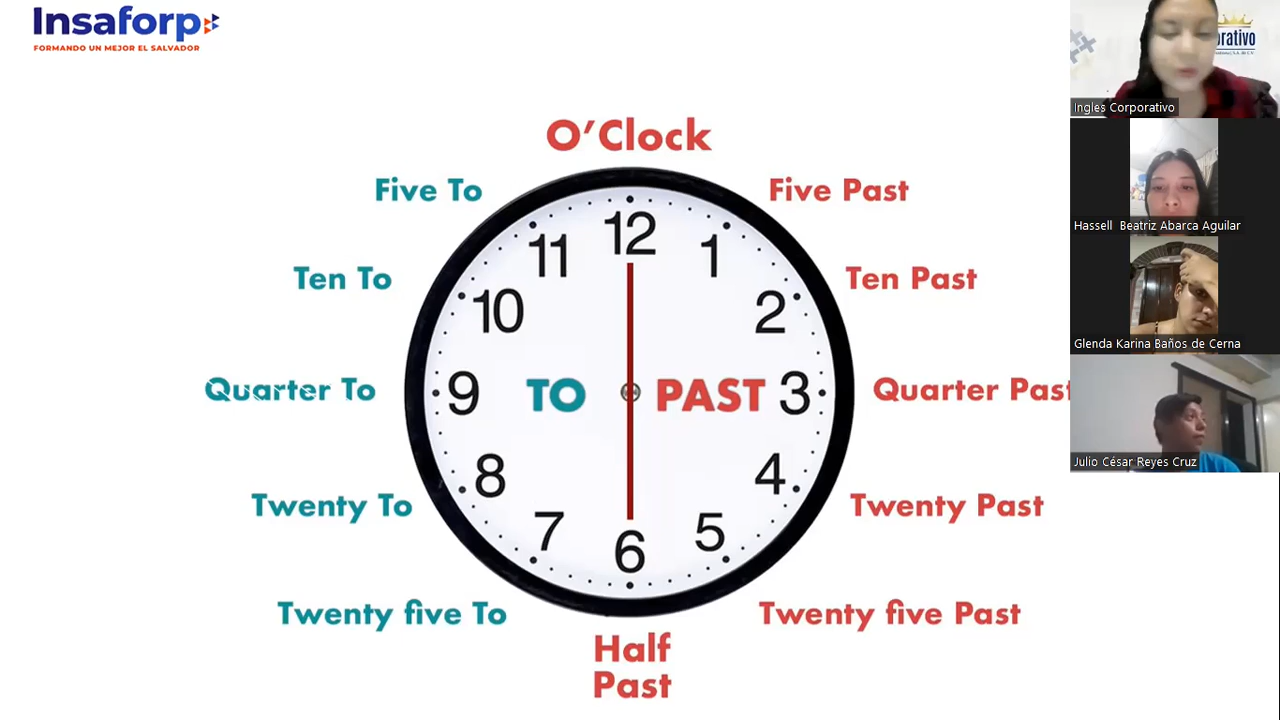 Insaforp
FORMANDO UN MEJOR EL SALVADOR
O'Clock
Five To
Five Past
Ten To
Ten Past
Quarter To
Quarter Past
Twenty To
Twenty Past
Twenty five To
Twenty five Past
Half
Past
12
1
2
3
4
5
6
7
8
9
10
11
TO
PAST
Ingles Corporativo
Hassell Beatriz Abarca Aguilar
Glenda Karina Baños de Cerna
Julio César Reyes Cruz